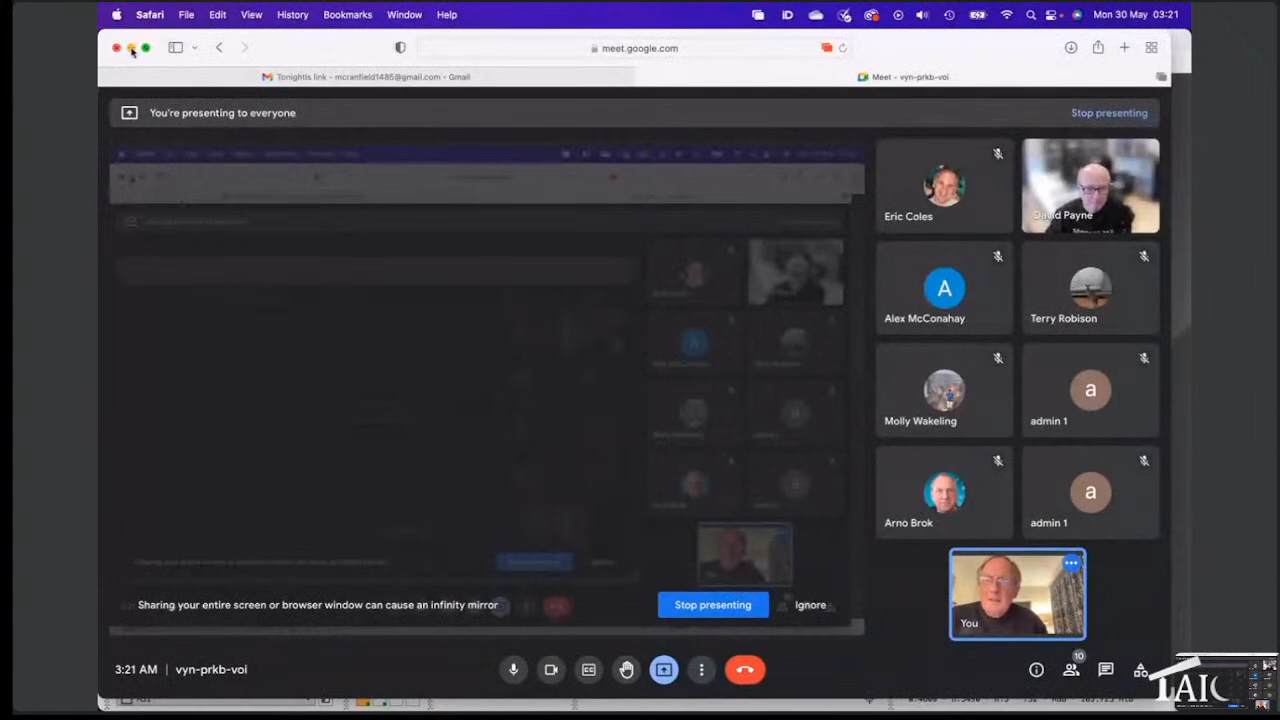 Safari File Edit View History Bookmarks Window Help
Mon 30 May 03:21
meet.google.com
Tonightis link - mcranfield1485@gmail.com - Gmail
Meet - vyn-prkb-voi
You're presenting to everyone
Stop presenting
Eric Coles
David Payne
Alex McConahay
Terry Robison
Molly Wakeling
a
admin 1
Arno Brok
a
admin 1
A
Sharing your entire screen or browser window can cause an infinity mirror
Stop presenting
Ignore
You
3:21 AM vyn-prkb-voi
10